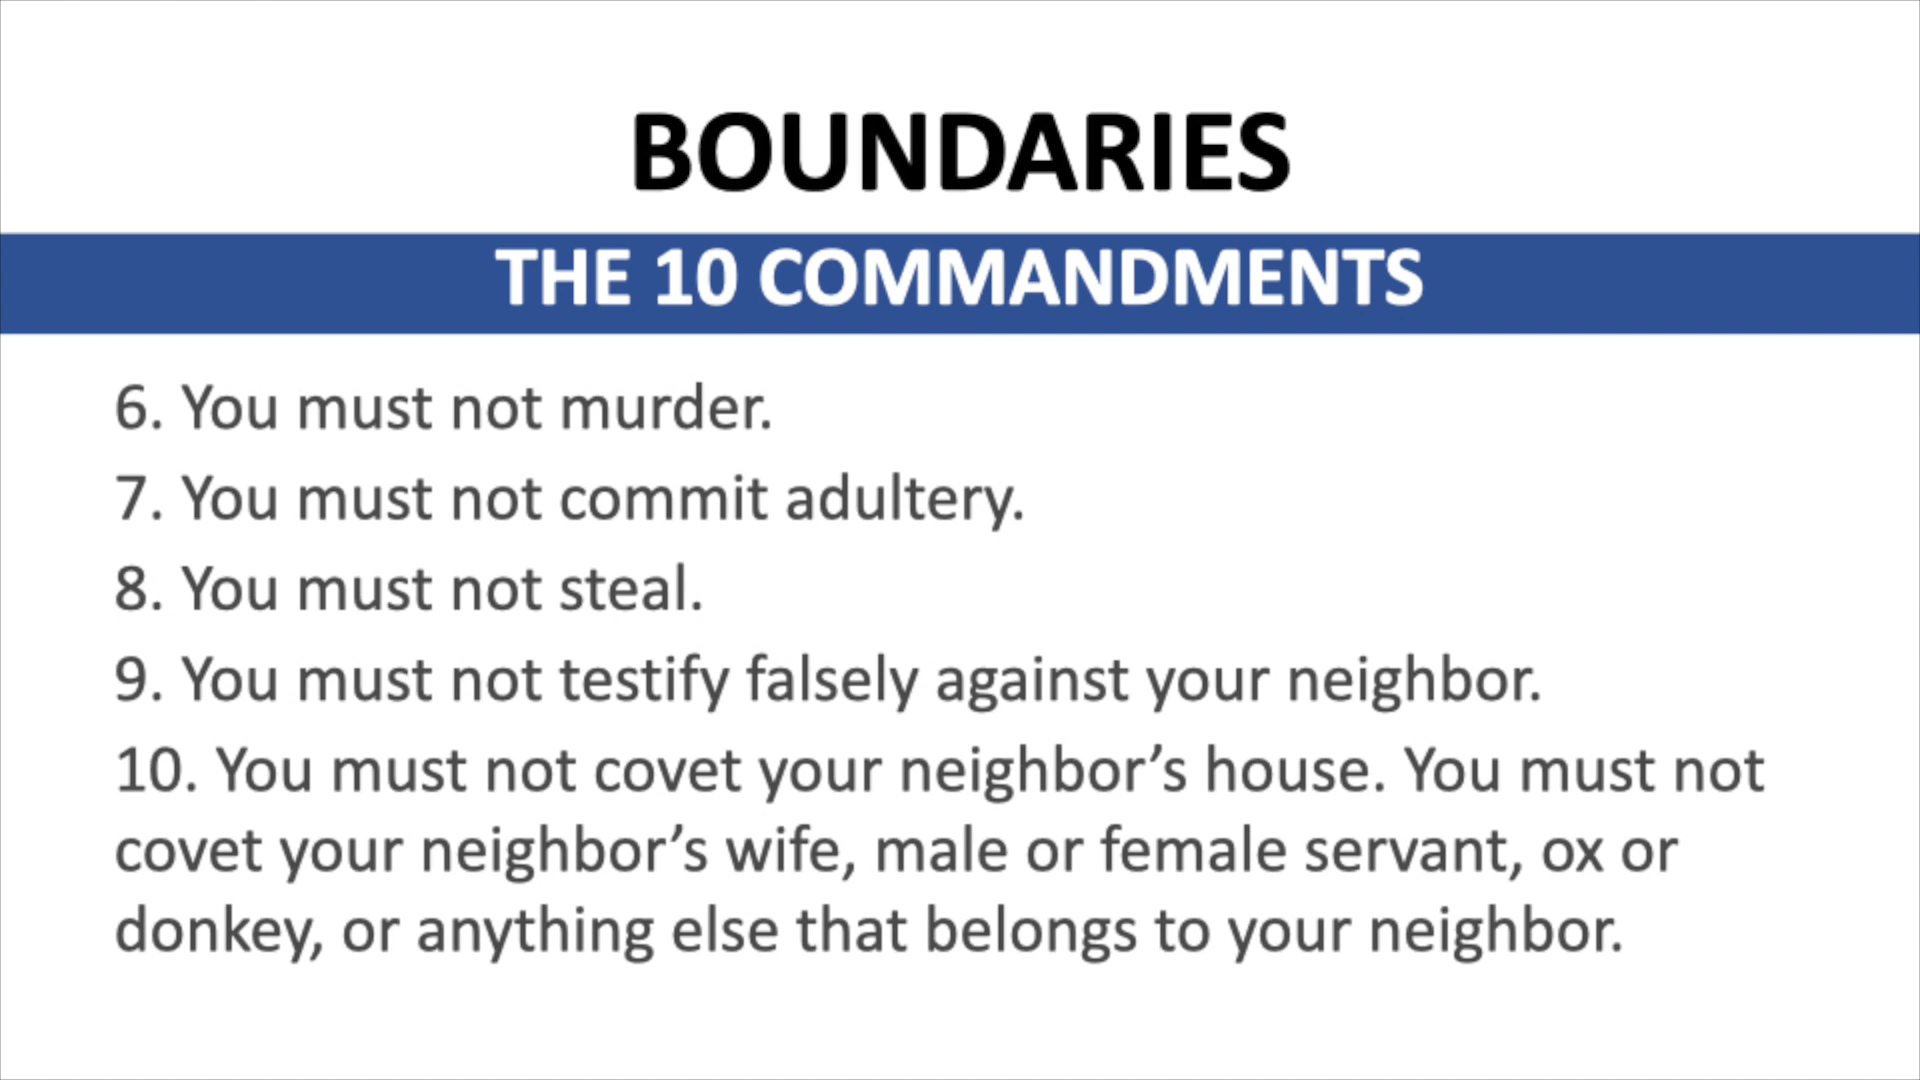 BOUNDARIES
THE 10 COMMANDMENTS
6. You must not murder.
7. You must not commit adultery.
8. You must not steal.
9. You must not testify falsely against your neighbor.
10. You must not covet your neighbor’s house. You must not
covet your neighbor’s wife, male or female servant, ox or
donkey, or anything else that belongs to your neighbor.